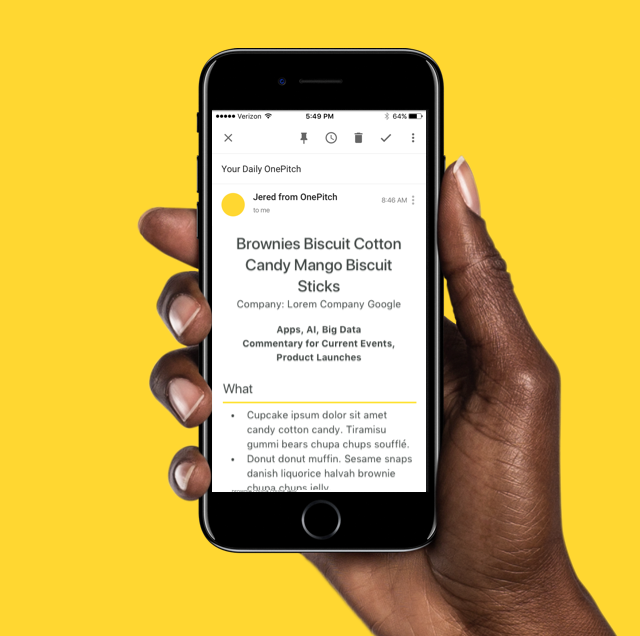 Verizon 5:49 PM 64%
Your Daily OnePitch
Jered from OnePitch 8:46 AM
to me
Brownies Biscuit Cotton
Candy Mango Biscuit
Sticks
Company: Lorem Company Google
Apps, AI, Big Data
Commentary for Current Events,
Product Launches
What
• Cupcake ipsum dolor sit amet
candy cotton candy. Tiramisu
gummi bears chupa chups soufflé.
• Donut donut muffin. Sesame snaps
danish liquorice halvah brownie
chupa chups jelly